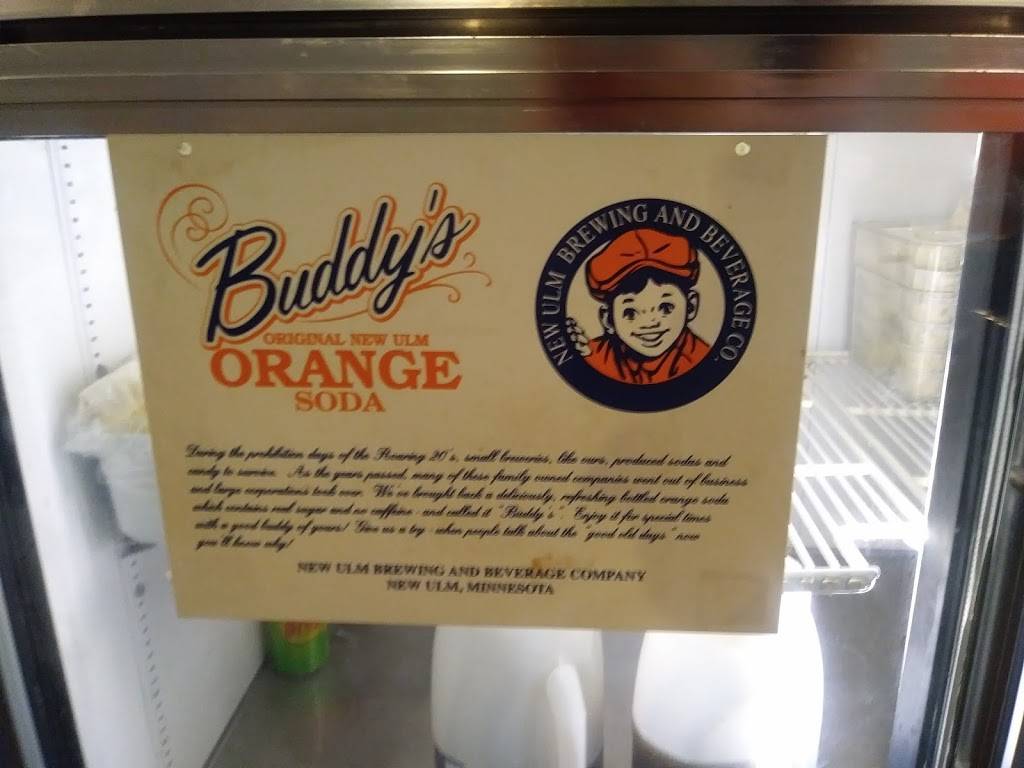 Buddy's
ORIGINAL NEW ULM
ORANGE
SODA
NEW ULM BREWING AND BEVERAGE CO.
During the prohibition days of the Roaring 20's, small breweries, like ours, produced sodas and
candy to survive. As the years passed, many of these family owned companies went out of business
and large corporations took over. We've brought back a deliciously, refreshing bottled orange soda
which contains real sugar and no caffeine - and called it "Buddy's". Enjoy it for special times
with a good buddy of yours! Give us a try - when people talk about the "good old days" now
you'll know why!
NEW ULM BREWING AND BEVERAGE COMPANY
NEW ULM, MINNESOTA